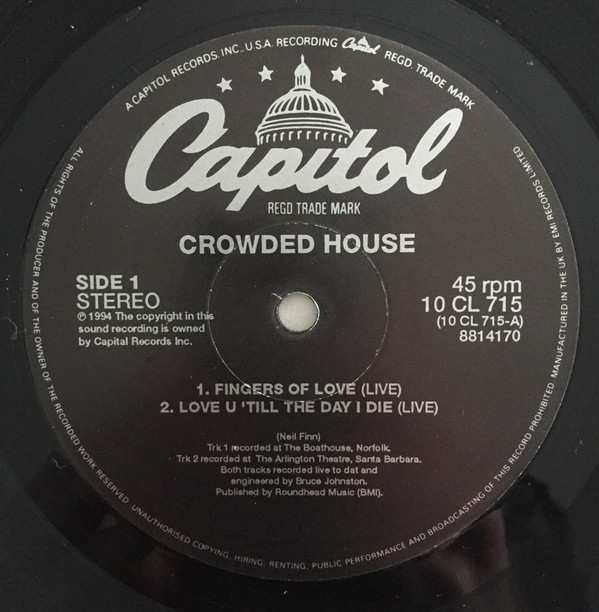 A CAPITOL RECORDS, INC., U.S.A. RECORDING Capitol REGD. TRADE MARK
Capitol
REGD TRADE MARK
CROWDED HOUSE
SIDE 1
STEREO
℗ 1994 The copyright in this
sound recording is owned
by Capital Records Inc.
45 rpm
10 CL 715
(10 CL 715-A)
8814170
1. FINGERS OF LOVE (LIVE)
2. LOVE U 'TILL THE DAY I DIE (LIVE)
(Neil Finn)
Trk 1 recorded at The Boathouse, Norfolk.
Trk 2 recorded at The Arlington Theatre, Santa Barbara.
Both tracks recorded live to dat and
engineered by Bruce Johnston.
Published by Roundhead Music (BMI).
ALL RIGHTS OF THE PRODUCER AND OF THE OWNER OF THE RECORDED WORK RESERVED. UNAUTHORISED COPYING, HIRING, RENTING, PUBLIC PERFORMANCE AND BROADCASTING OF THIS RECORD PROHIBITED. MANUFACTURED IN THE UK BY EMI RECORDS LIMITED